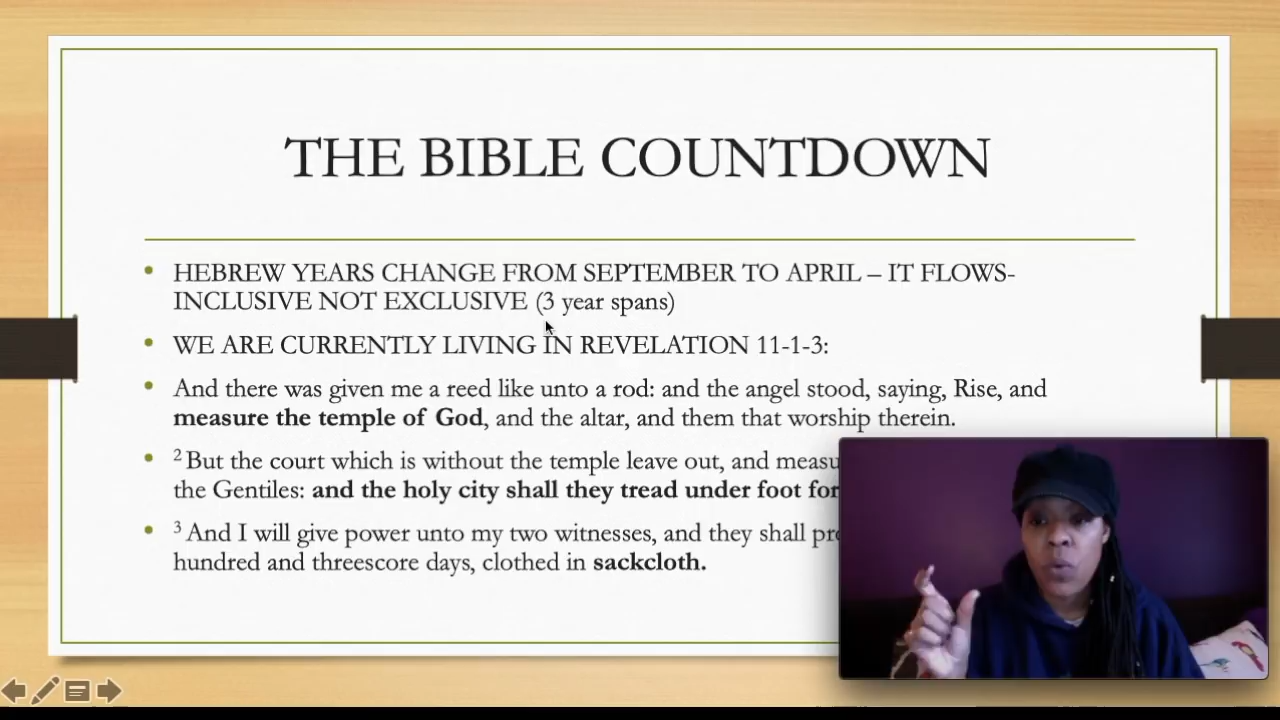 THE BIBLE COUNTDOWN
• HEBREW YEARS CHANGE FROM SEPTEMBER TO APRIL – IT FLOWS-
INCLUSIVE NOT EXCLUSIVE (3 year spans)
• WE ARE CURRENTLY LIVING IN REVELATION 11-1-3:
• And there was given me a reed like unto a rod: and the angel stood, saying, Rise, and
measure the temple of God, and the altar, and them that worship therein.
• 2 But the court which is without the temple leave out, and
the Gentiles: and the holy city shall they tread under foot for
• 3 And I will give power unto my two witnesses, and they shall
hundred and threescore days, clothed in sackcloth.